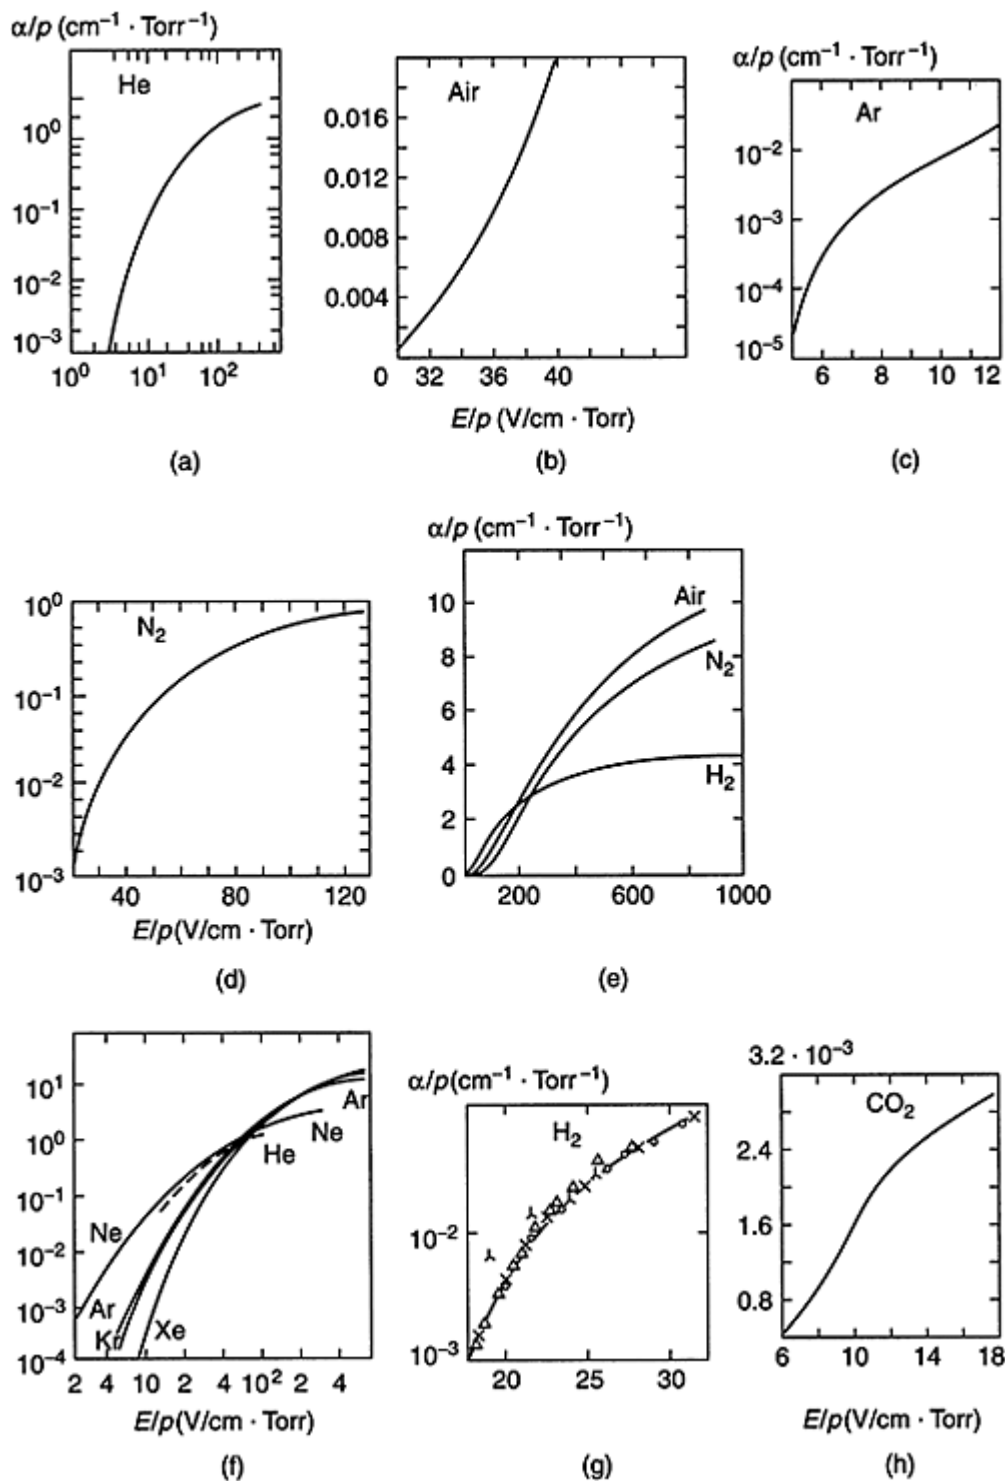 α/p (cm⁻¹ · Torr⁻¹)
He
10⁰
10⁻¹
10⁻²
10⁻³
10⁰ 10¹ 10²
(a)
Air
0.016
0.012
0.008
0.004
0 32 36 40
E/p (V/cm · Torr)
(b)
α/p (cm⁻¹ · Torr⁻¹)
Ar
10⁻²
10⁻³
10⁻⁴
10⁻⁵
6 8 10 12
(c)
N₂
10⁰
10⁻¹
10⁻²
10⁻³
40 80 120
E/p(V/cm · Torr)
(d)
α/p (cm⁻¹ · Torr⁻¹)
10
8
6
4
2
0
Air
N₂
H₂
200 600 1000
(e)
10¹
10⁰
10⁻¹
10⁻²
10⁻³
10⁻⁴
Ar
Ne
He
Ne
Ar
Kr
Xe
2 4 10 2 4 10² 2 4
E/p(V/cm · Torr)
(f)
α/p(cm⁻¹ · Torr⁻¹)
H₂
10⁻²
10⁻³
20 25 30
(g)
3.2 · 10⁻³
CO₂
2.4
1.6
0.8
6 10 14 18
E/p(V/cm · Torr)
(h)